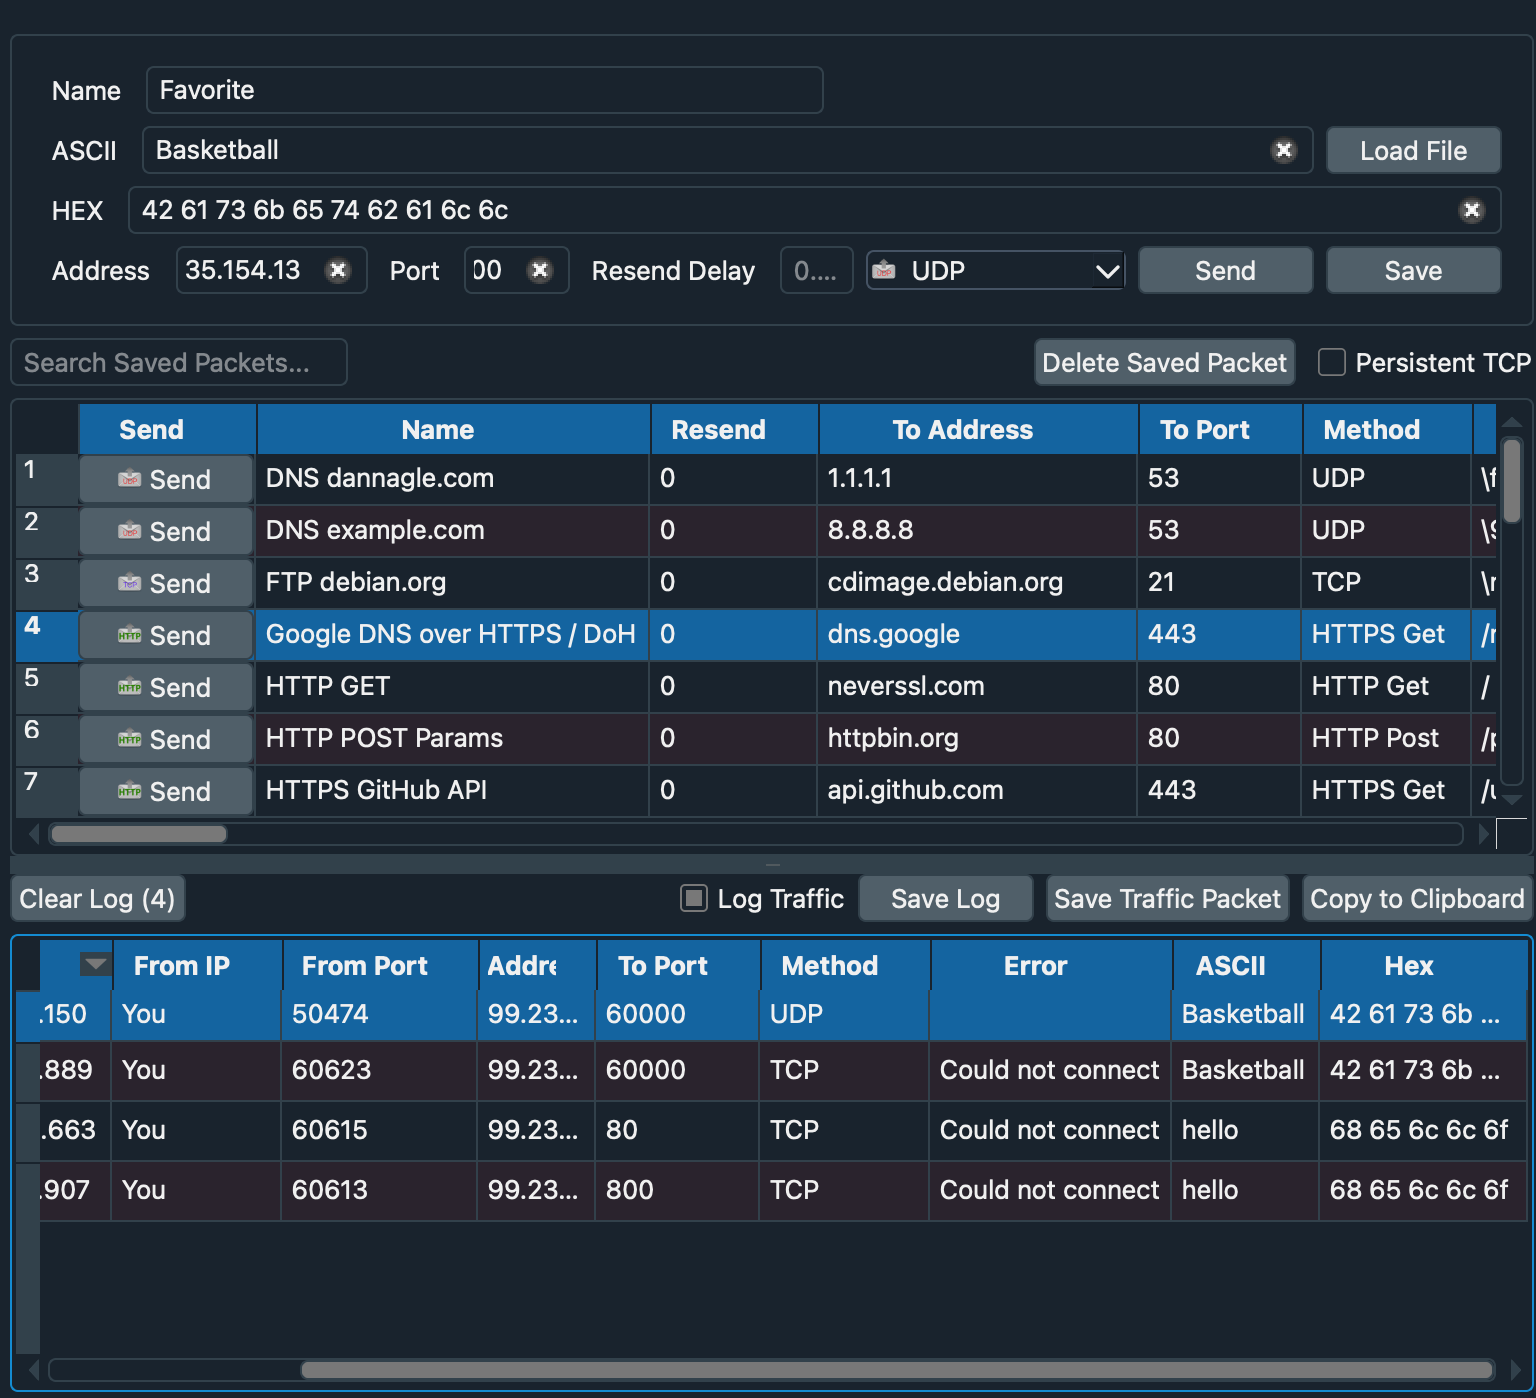 Name Favorite
ASCII Basketball Load File
HEX 42 61 73 6b 65 74 62 61 6c 6c
Address 35.154.13 Port 00 Resend Delay 0.... UDP Send Save
Search Saved Packets... Delete Saved Packet Persistent TCP
Send Name Resend To Address To Port Method
1 Send DNS dannagle.com 0 1.1.1.1 53 UDP
2 Send DNS example.com 0 8.8.8.8 53 UDP
3 Send FTP debian.org 0 cdimage.debian.org 21 TCP
4 Send Google DNS over HTTPS / DoH 0 dns.google 443 HTTPS Get
5 Send HTTP GET 0 neverssl.com 80 HTTP Get /
6 Send HTTP POST Params 0 httpbin.org 80 HTTP Post
7 Send HTTPS GitHub API 0 api.github.com 443 HTTPS Get
Clear Log (4) Log Traffic Save Log Save Traffic Packet Copy to Clipboard
From IP From Port Addre To Port Method Error ASCII Hex
.150 You 50474 99.23... 60000 UDP Basketball 42 61 73 6b ...
.889 You 60623 99.23... 60000 TCP Could not connect Basketball 42 61 73 6b ...
.663 You 60615 99.23... 80 TCP Could not connect hello 68 65 6c 6c 6f
.907 You 60613 99.23... 800 TCP Could not connect hello 68 65 6c 6c 6f